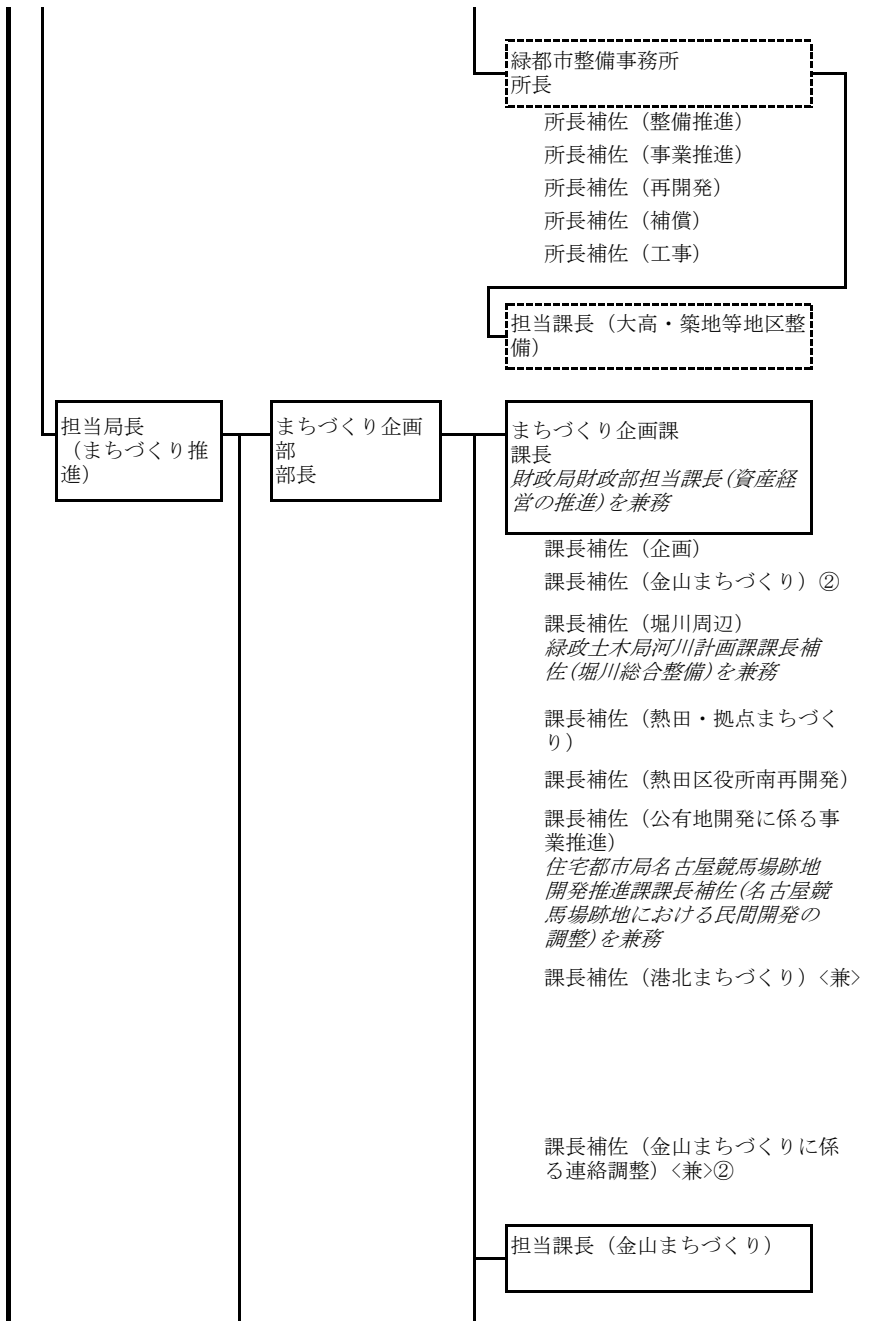 緑都市整備事務所
所長
所長補佐（整備推進）
所長補佐（事業推進）
所長補佐（再開発）
所長補佐（補償）
所長補佐（工事）
担当課長（大高・築地等地区整
備）
担当局長
（まちづくり推
進）
まちづくり企画
部
部長
まちづくり企画課
課長
財政局財政部担当課長(資産経
営の推進)を兼務
課長補佐（企画）
課長補佐（金山まちづくり）②
課長補佐（堀川周辺）
緑政土木局河川計画課課長補
佐(堀川総合整備)を兼務
課長補佐（熱田・拠点まちづく
り）
課長補佐（熱田区役所南再開発）
課長補佐（公有地開発に係る事
業推進）
住宅都市局名古屋競馬場跡地
開発推進課課長補佐(名古屋競
馬場跡地における民間開発の
調整)を兼務
課長補佐（港北まちづくり）<兼>
課長補佐（金山まちづくりに係
る連絡調整）<兼>②
担当課長（金山まちづくり）